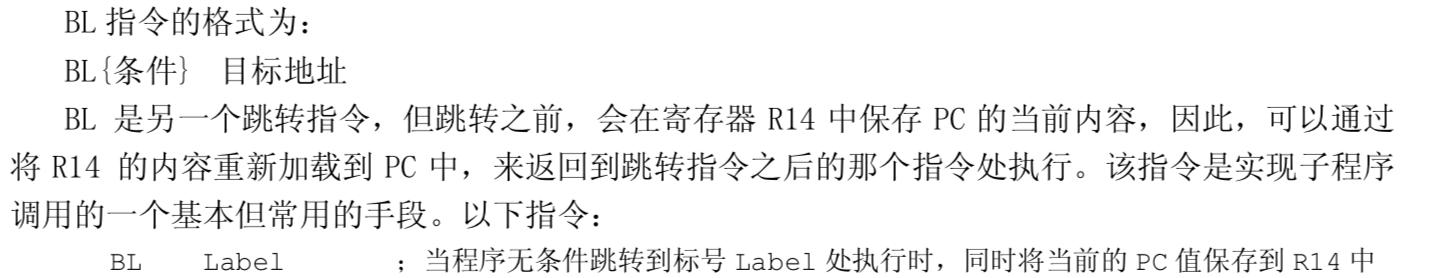 BL 指令的格式为：
BL{条件} 目标地址
BL 是另一个跳转指令，但跳转之前，会在寄存器 R14 中保存 PC 的当前内容，因此，可以通过
将 R14 的内容重新加载到 PC 中，来返回到跳转指令之后的那个指令处执行。该指令是实现子程序
调用的一个基本但常用的手段。以下指令：
BL Label ；当程序无条件跳转到标号 Label 处执行时，同时将当前的 PC 值保存到 R14 中